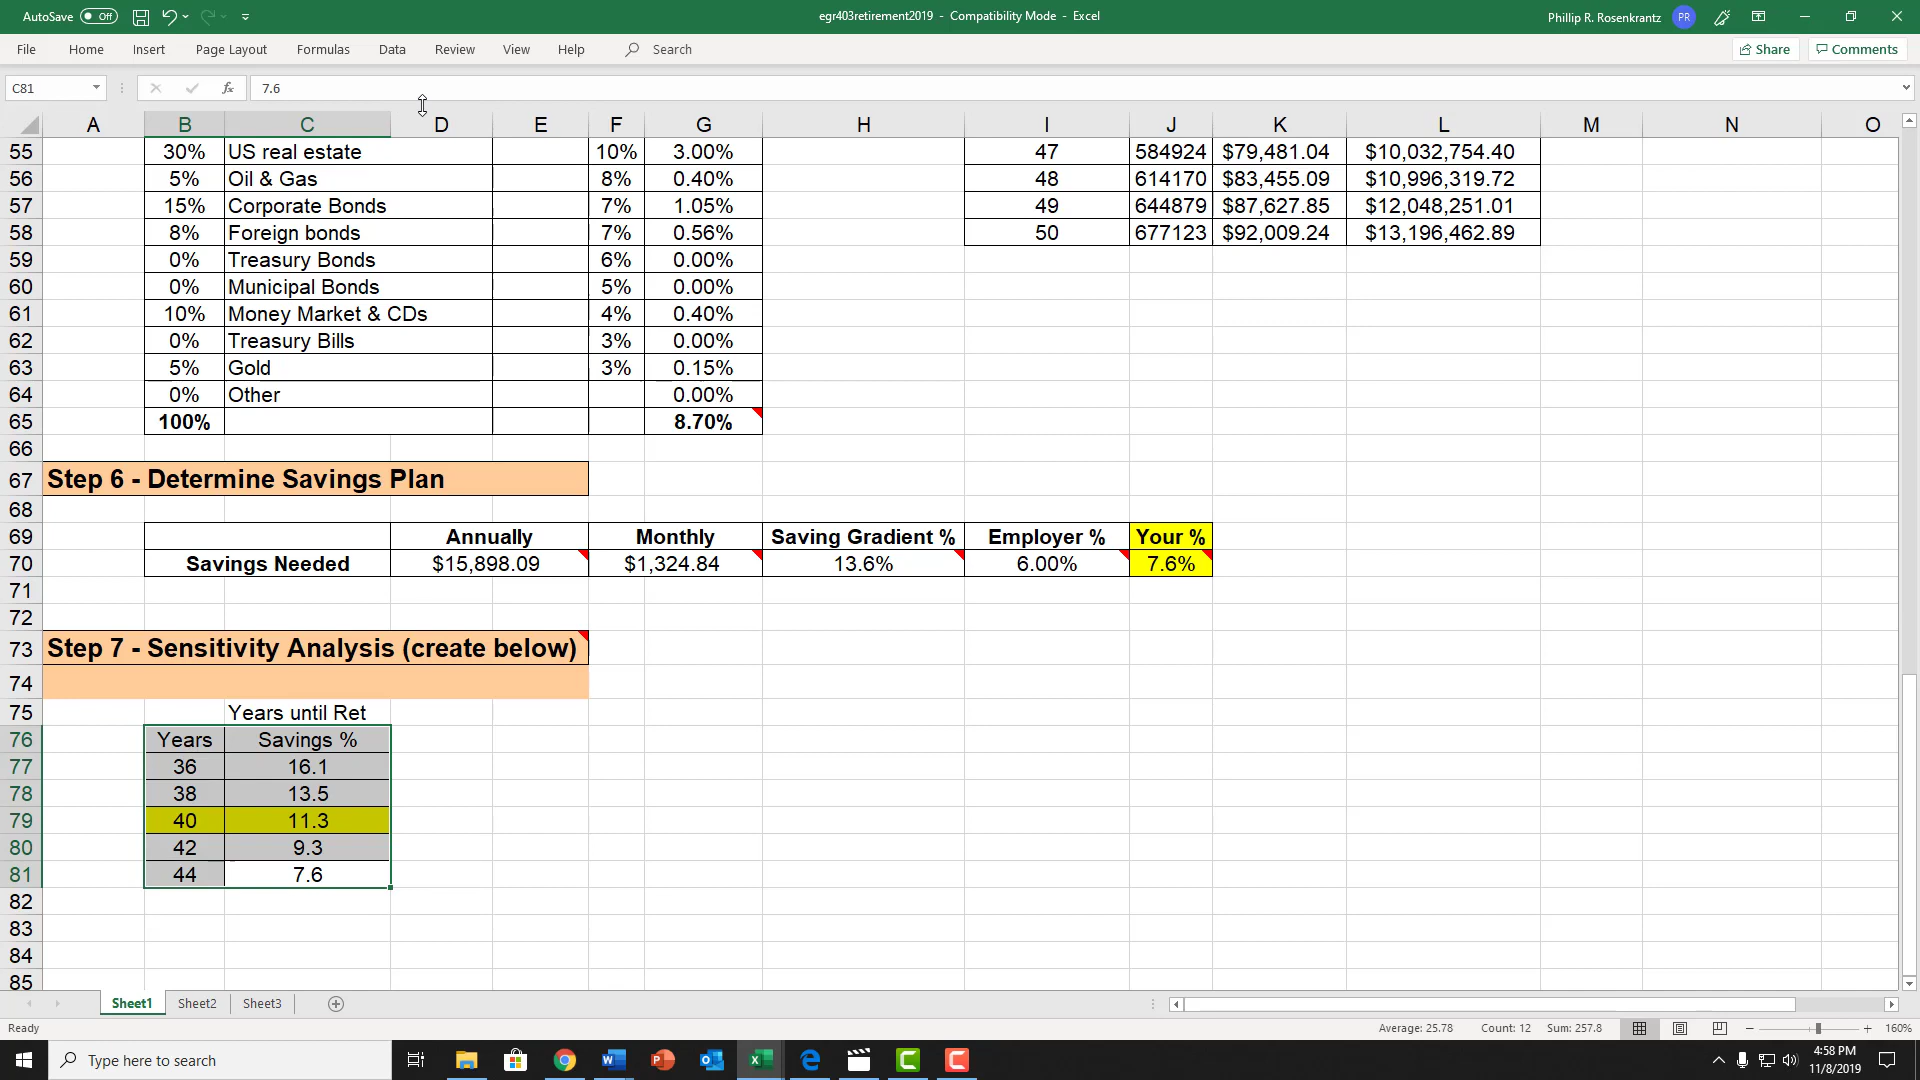 AutoSave Off egr403retirement2019 - Compatibility Mode - Excel Phillip R. Rosenkrantz PR
File Home Insert Page Layout Formulas Data Review View Help Search Share Comments
C81 fx 7.6
A B C D E F G H I J K L M N O
55 30% US real estate 10% 3.00% 47 584924 $79,481.04 $10,032,754.40
56 5% Oil & Gas 8% 0.40% 48 614170 $83,455.09 $10,996,319.72
57 15% Corporate Bonds 7% 1.05% 49 644879 $87,627.85 $12,048,251.01
58 8% Foreign bonds 7% 0.56% 50 677123 $92,009.24 $13,196,462.89
59 0% Treasury Bonds 6% 0.00%
60 0% Municipal Bonds 5% 0.00%
61 10% Money Market & CDs 4% 0.40%
62 0% Treasury Bills 3% 0.00%
63 5% Gold 3% 0.15%
64 0% Other 0.00%
65 100% 8.70%
66
67 Step 6 - Determine Savings Plan
68
69 Annually Monthly Saving Gradient % Employer % Your %
70 Savings Needed $15,898.09 $1,324.84 13.6% 6.00% 7.6%
71
72
73 Step 7 - Sensitivity Analysis (create below)
74
75 Years until Ret
76 Years Savings %
77 36 16.1
78 38 13.5
79 40 11.3
80 42 9.3
81 44 7.6
82
83
84
85
Sheet1 Sheet2 Sheet3
Ready Average: 25.78 Count: 12 Sum: 257.8 160%
Type here to search 4:58 PM
11/8/2019